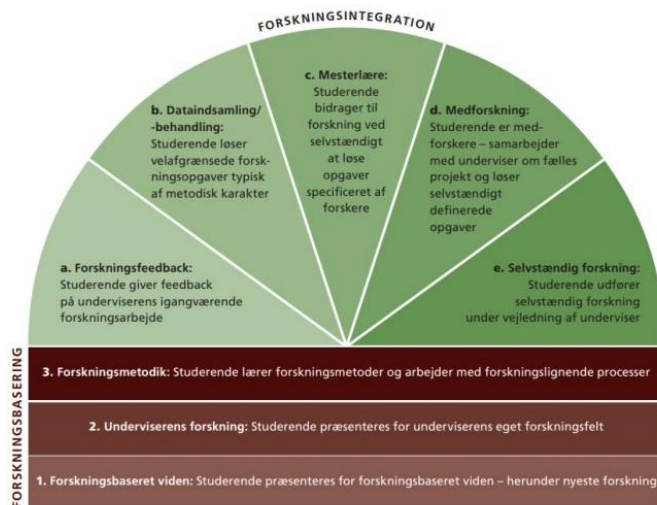 FORSKNINGSINTEGRATION
a. Forskningsfeedback:
Studerende giver feedback
på underviserens igangværende
forskningsarbejde
b. Dataindsamling/
-behandling:
Studerende løser
velafgrænsede forsk-
ningsopgaver typisk
af metodisk karakter
c. Mesterlære:
Studerende
bidrager til
forskning ved
selvstændigt
at løse
opgaver
specificeret af
forskere
d. Medforskning:
Studerende er med-
forskere – samarbejder
med underviser om fælles
projekt og løser
selvstændigt
definerede
opgaver
e. Selvstændig forskning:
Studerende udfører
selvstændig forskning
under vejledning af underviser
FORSKNINGSBASERING
3. Forskningsmetodik: Studerende lærer forskningsmetoder og arbejder med forskningslignende processer
2. Underviserens forskning: Studerende præsenteres for underviserens eget forskningsfelt
1. Forskningsbaseret viden: Studerende præsenteres for forskningsbaseret viden – herunder nyeste forskning